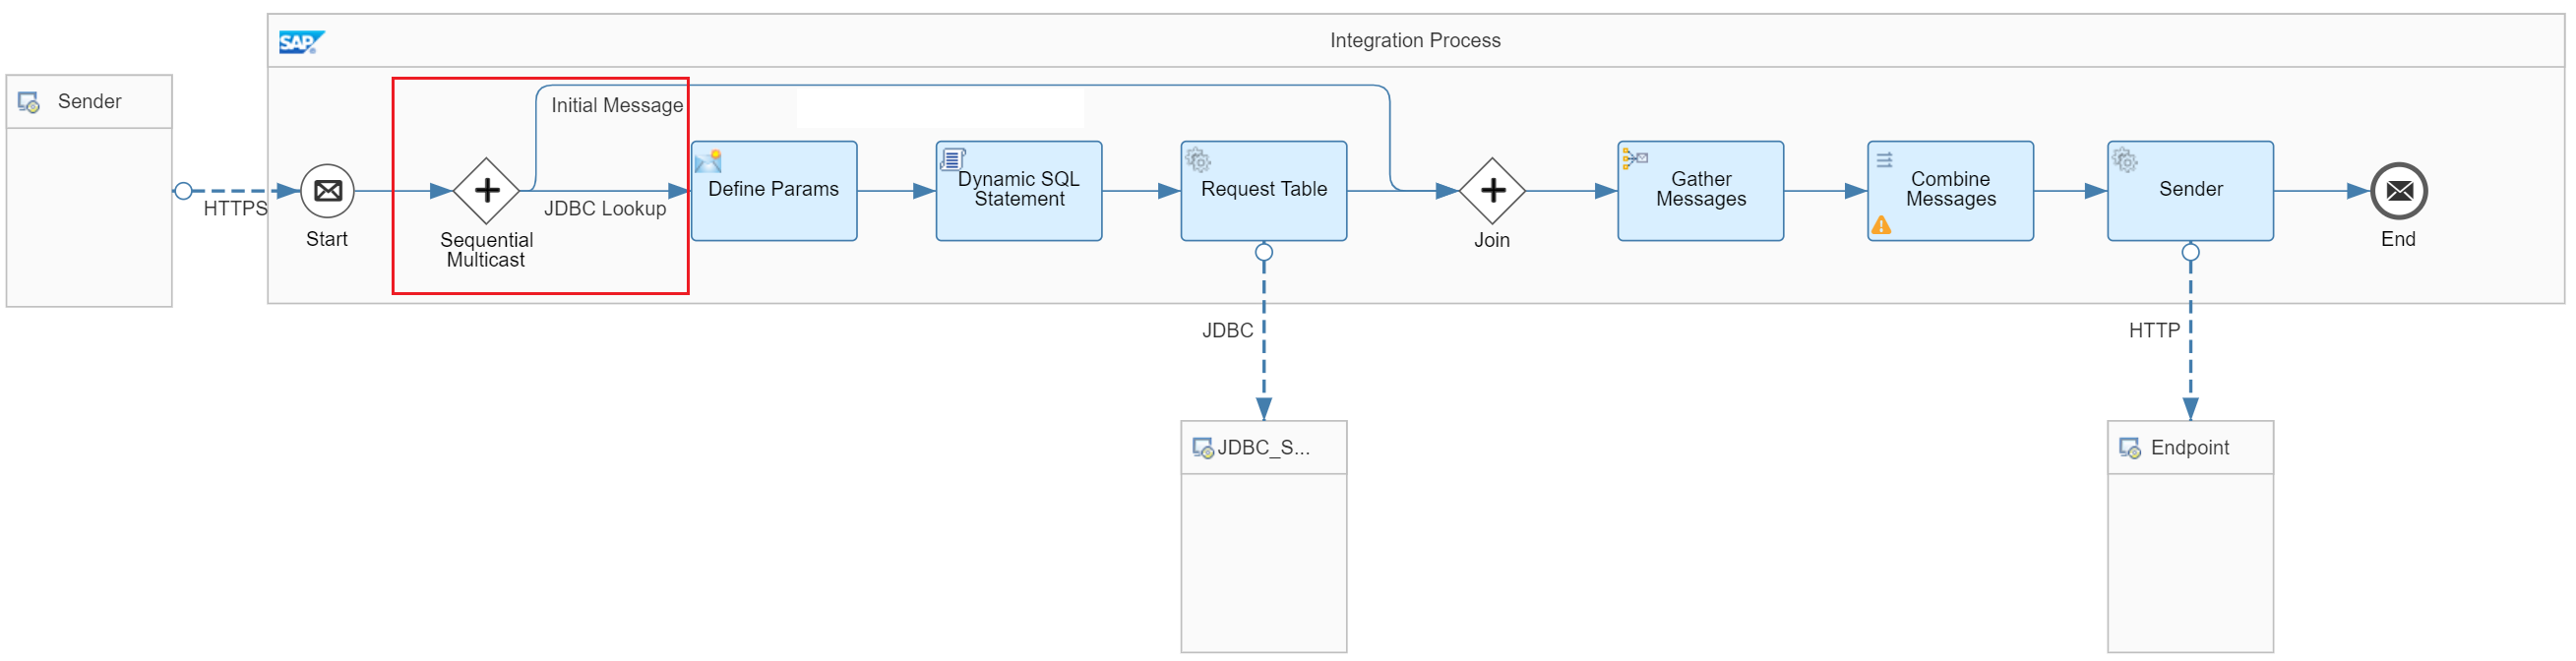 SAP
Integration Process
Sender
Initial Message
HTTPS
Start
Sequential
Multicast
JDBC Lookup
Define Params
Dynamic SQL
Statement
Request Table
Join
Gather
Messages
Combine
Messages
Sender
End
JDBC
HTTP
JDBC_S...
Endpoint